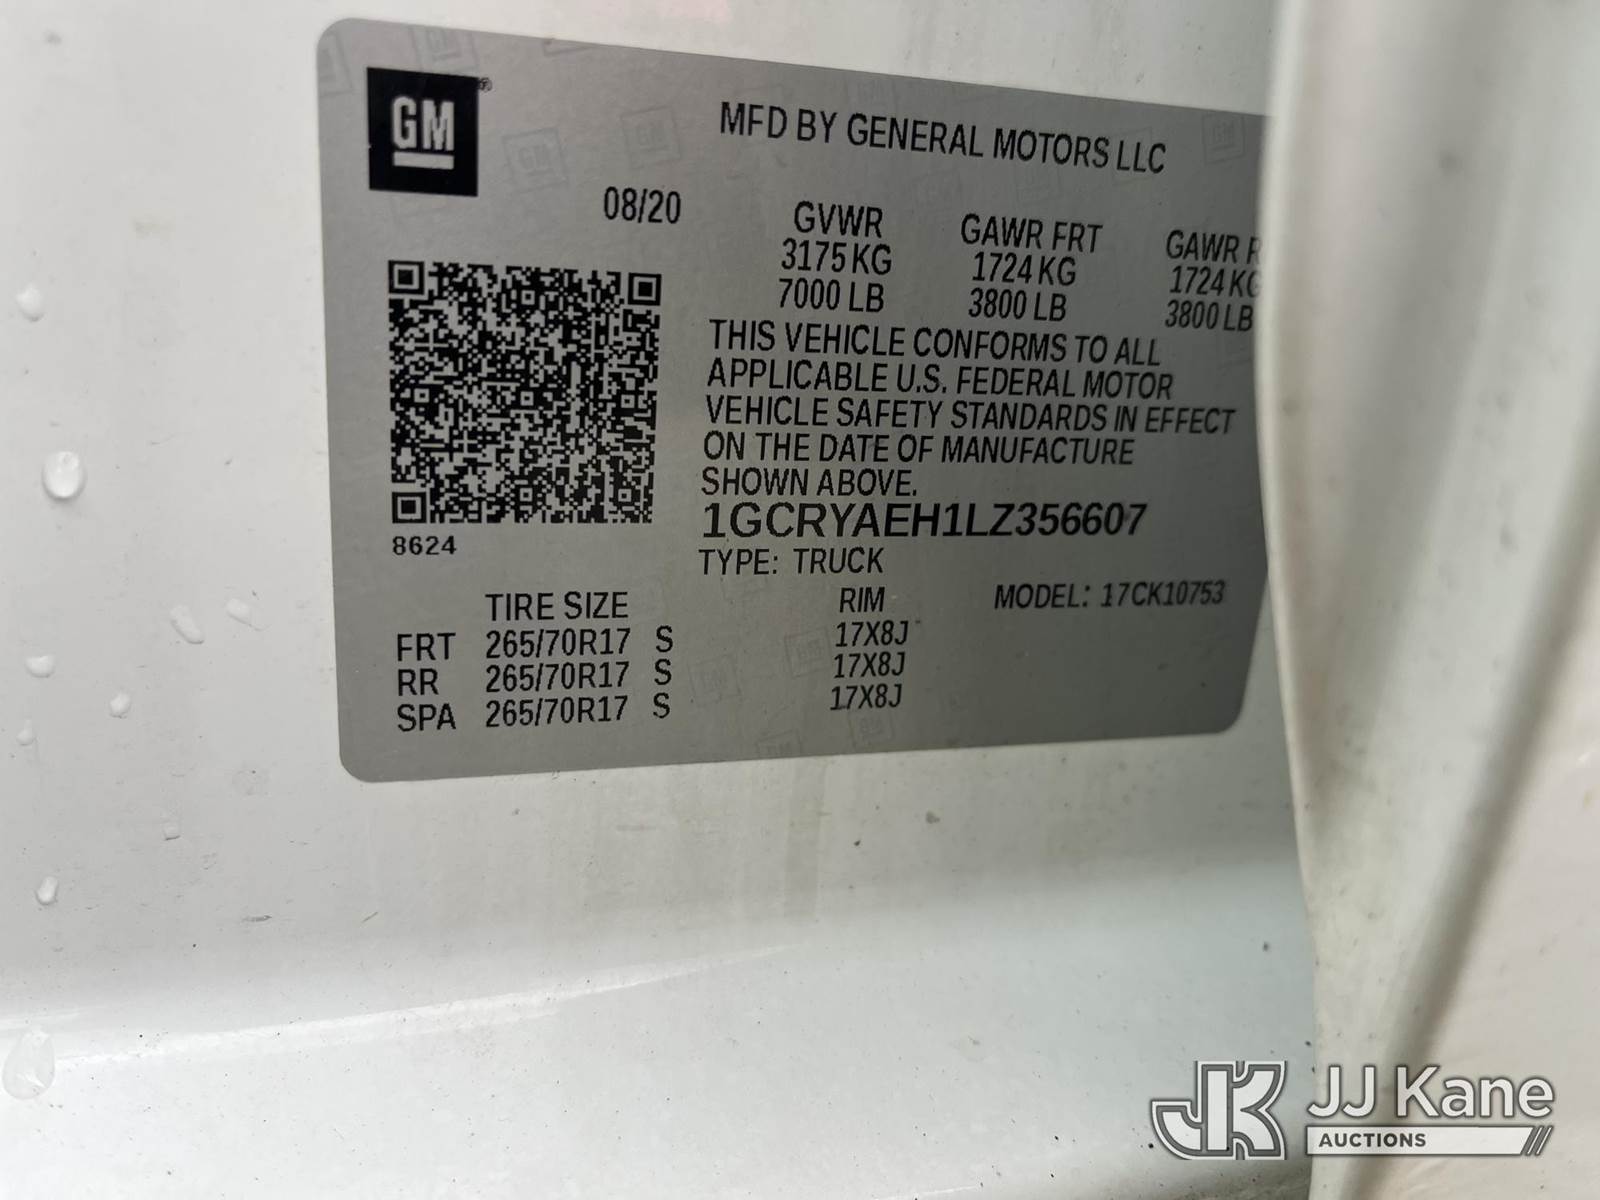 GM®
MFD BY GENERAL MOTORS LLC
08/20
GVWR GAWR FRT GAWR
3175 KG 1724 KG 1724 KG
7000 LB 3800 LB 3800 LB
THIS VEHICLE CONFORMS TO ALL
APPLICABLE U.S. FEDERAL MOTOR
VEHICLE SAFETY STANDARDS IN EFFECT
ON THE DATE OF MANUFACTURE
SHOWN ABOVE.
1GCRYAEH1LZ356607
8624
TYPE: TRUCK
TIRE SIZE RIM MODEL: 17CK10753
FRT 265/70R17 S 17X8J
RR 265/70R17 S 17X8J
SPA 265/70R17 S 17X8J
JK JJ Kane
AUCTIONS